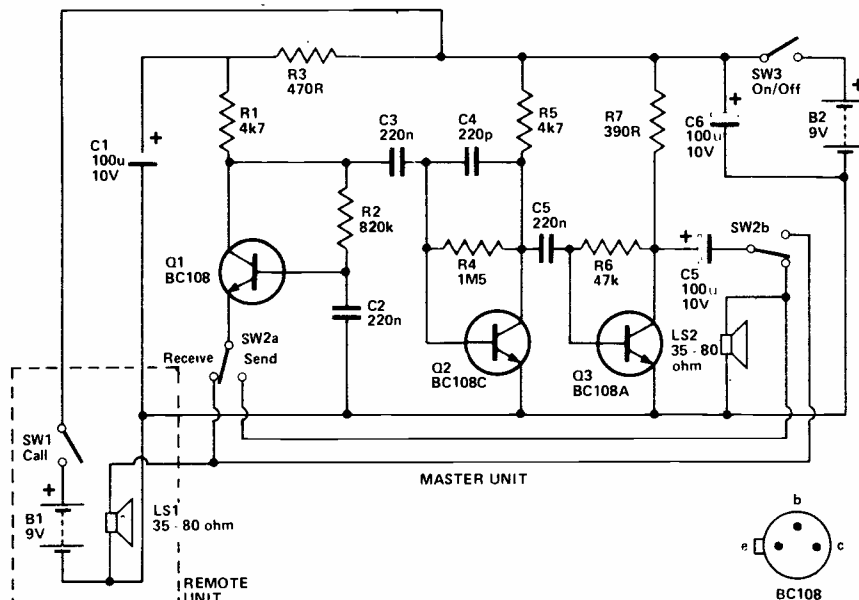 R3
470R
SW3
On/Off
R1
4k7
C3
220n
C4
220p
R5
4k7
R7
390R
+
C6
100u
10V
+
B2
9V
+
C1
100u
10V
R2
820k
C5
220n
SW2b
Q1
BC108
R4
1M5
R6
47k
+
C5
100u
10V
C2
220n
SW2a
Receive
Send
Q2
BC108C
Q3
BC108A
LS2
35 - 80
ohm
SW1
Call
MASTER UNIT
+
B1
9V
LS1
35 - 80 ohm
b
e
c
BC108
REMOTE
UNIT